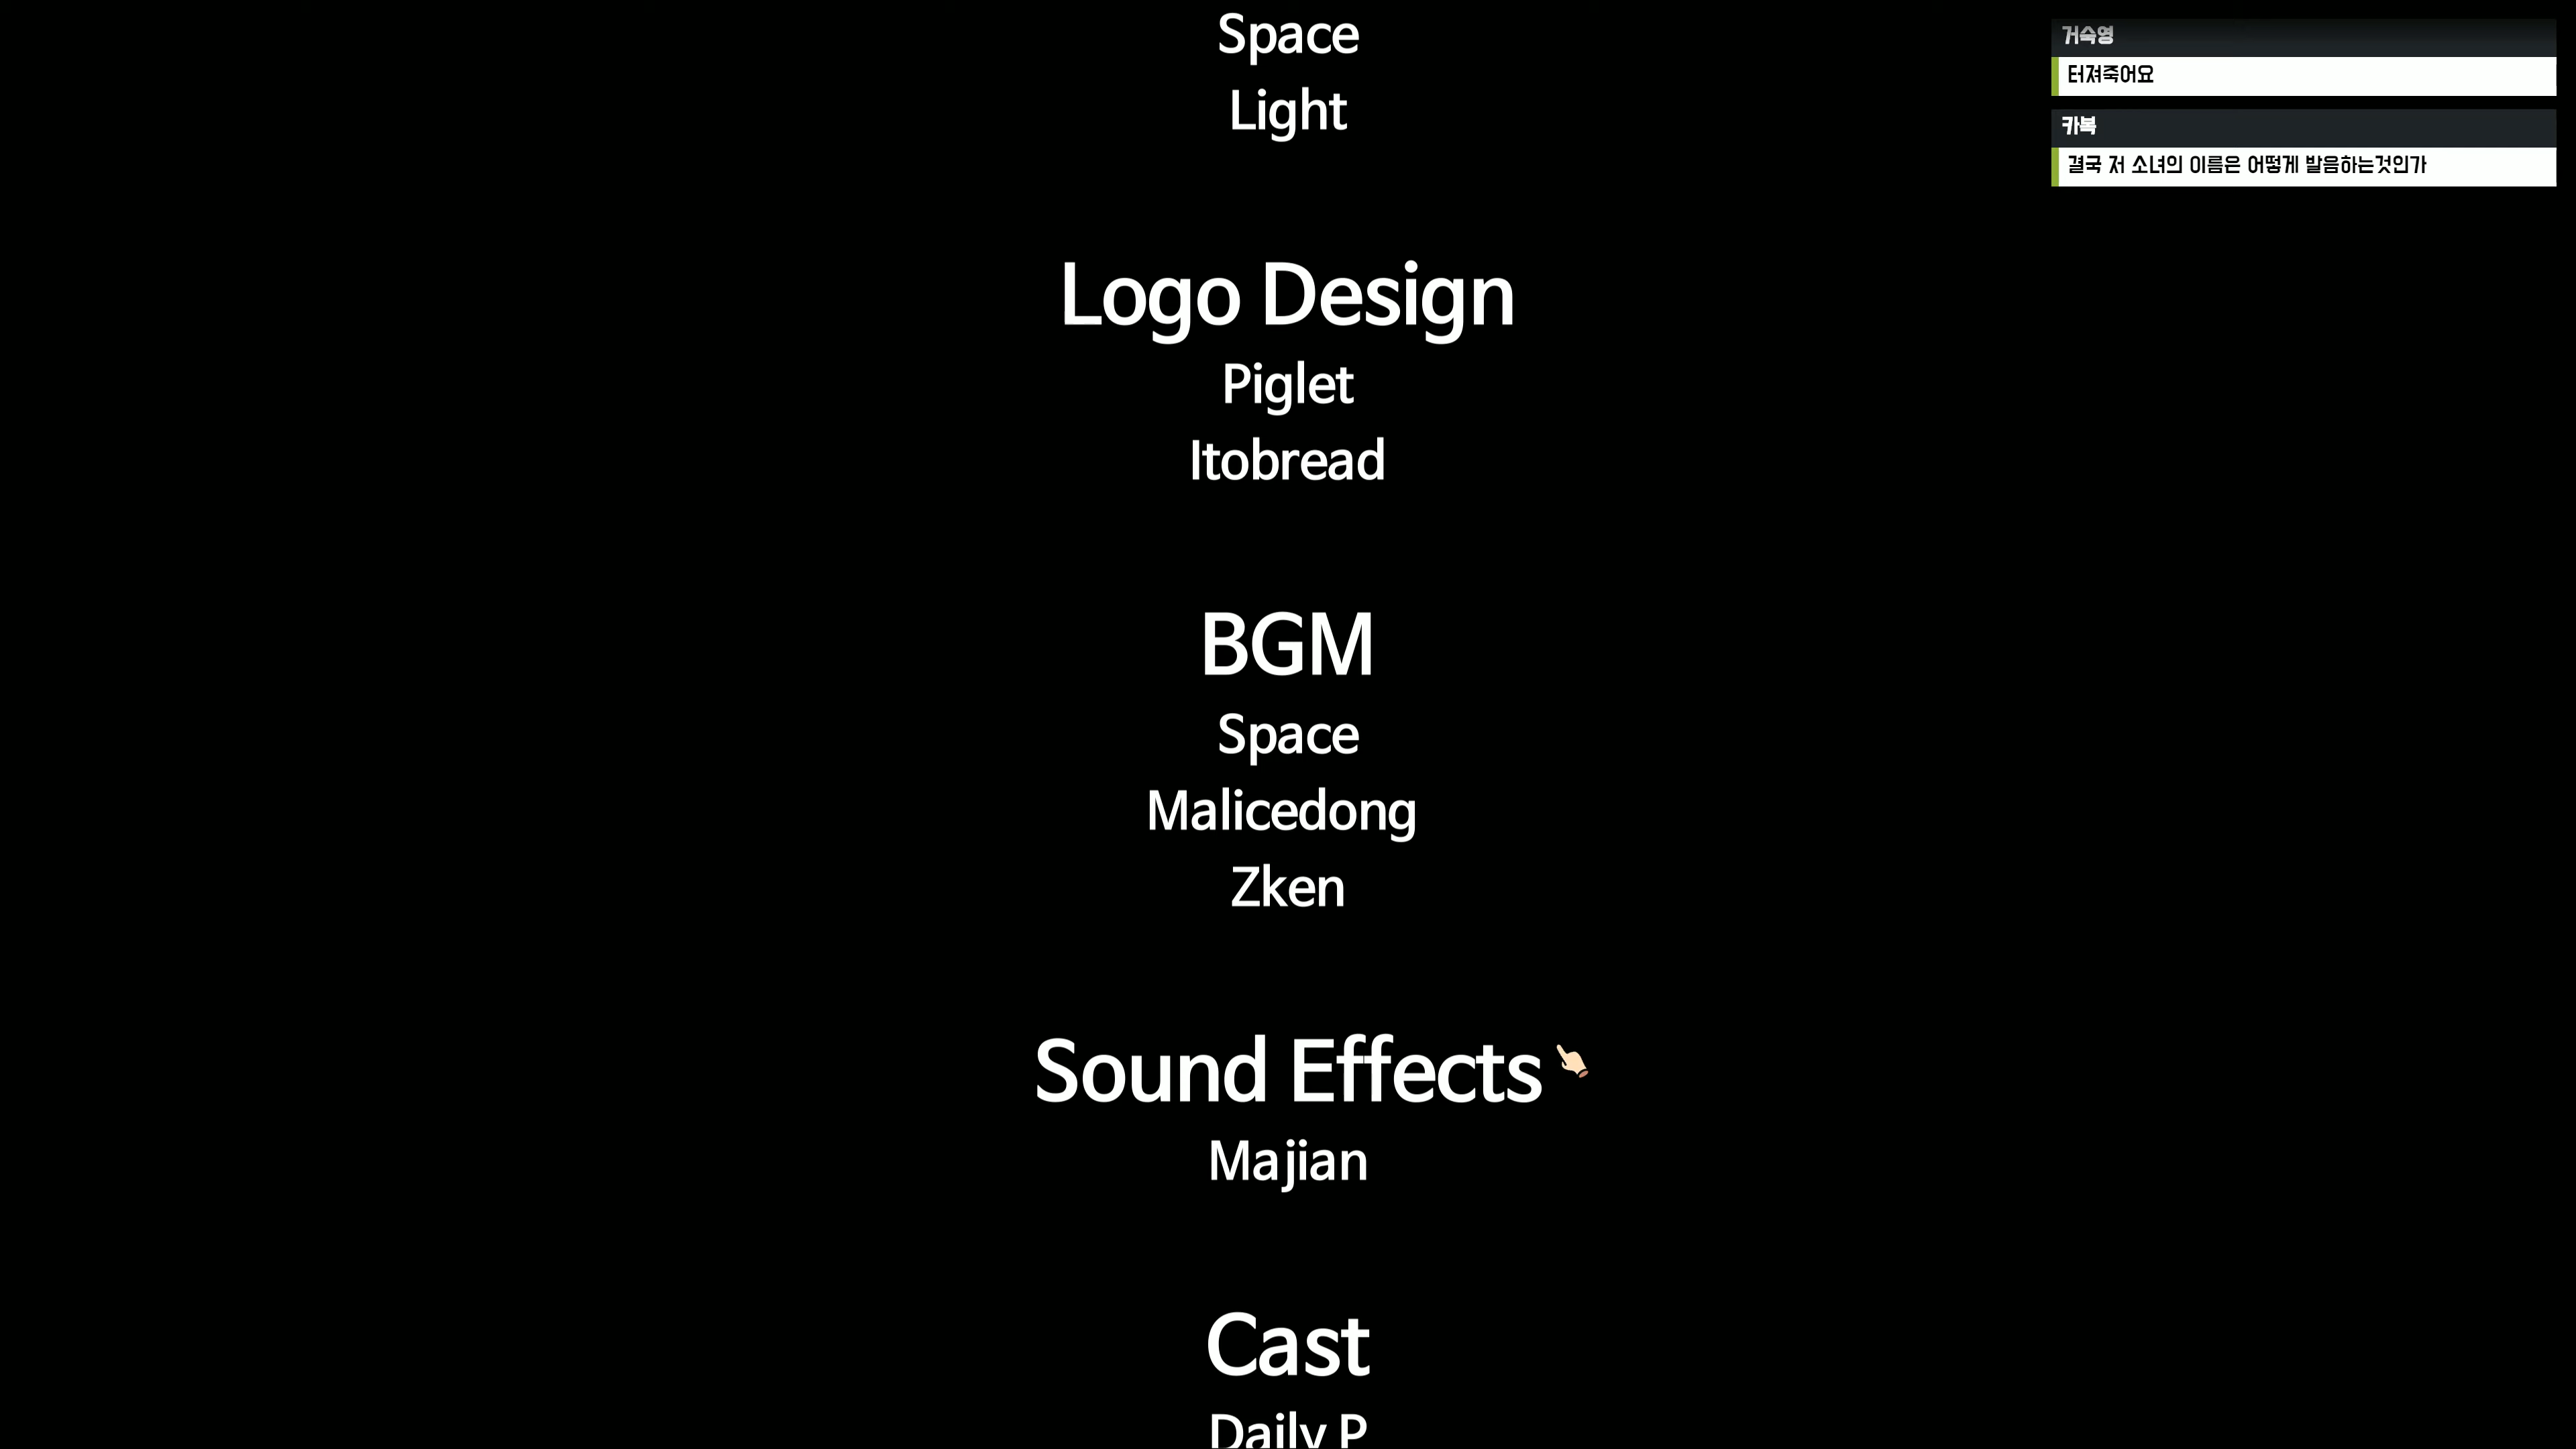 Space
Light
Logo Design
Piglet
Itobread
BGM
Space
Malicedong
Zken
Sound Effects
Majian
Cast
Daily P
거숙영
터져죽어요
카복
결국 저 소녀의 이름은 어떻게 발음하는것인가